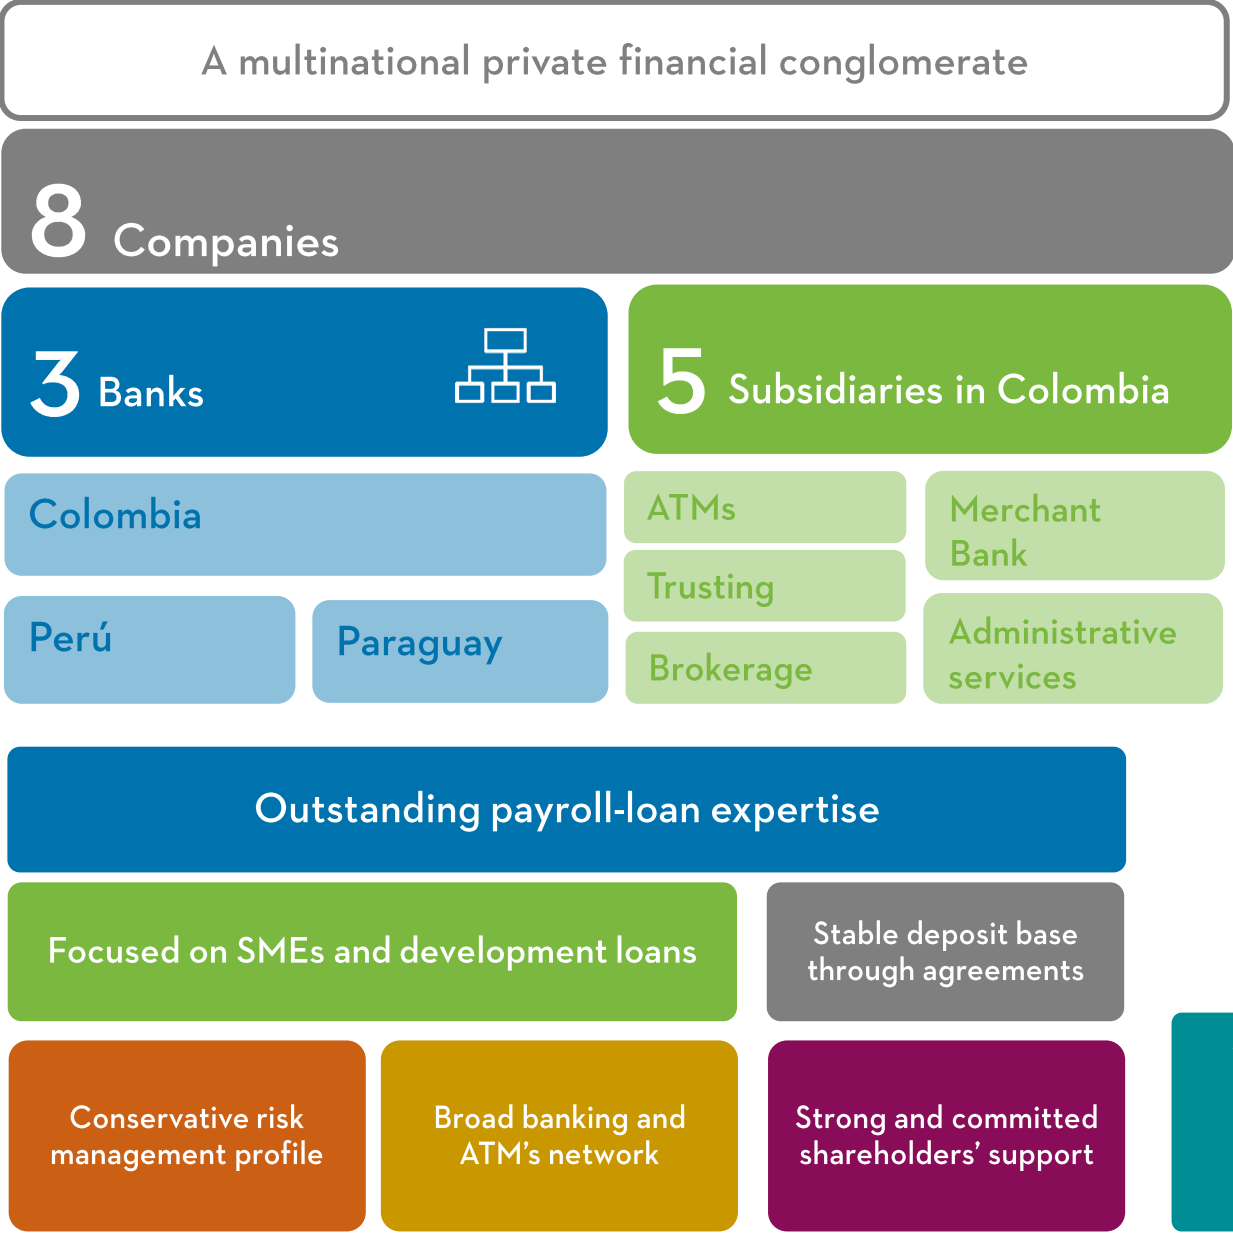 A multinational private financial conglomerate
8 Companies
3 Banks
5 Subsidiaries in Colombia
Colombia
Perú
Paraguay
ATMs
Trusting
Brokerage
Merchant
Bank
Administrative
services
Outstanding payroll-loan expertise
Focused on SMEs and development loans
Stable deposit base
through agreements
Conservative risk
management profile
Broad banking and
ATM’s network
Strong and committed
shareholders’ support